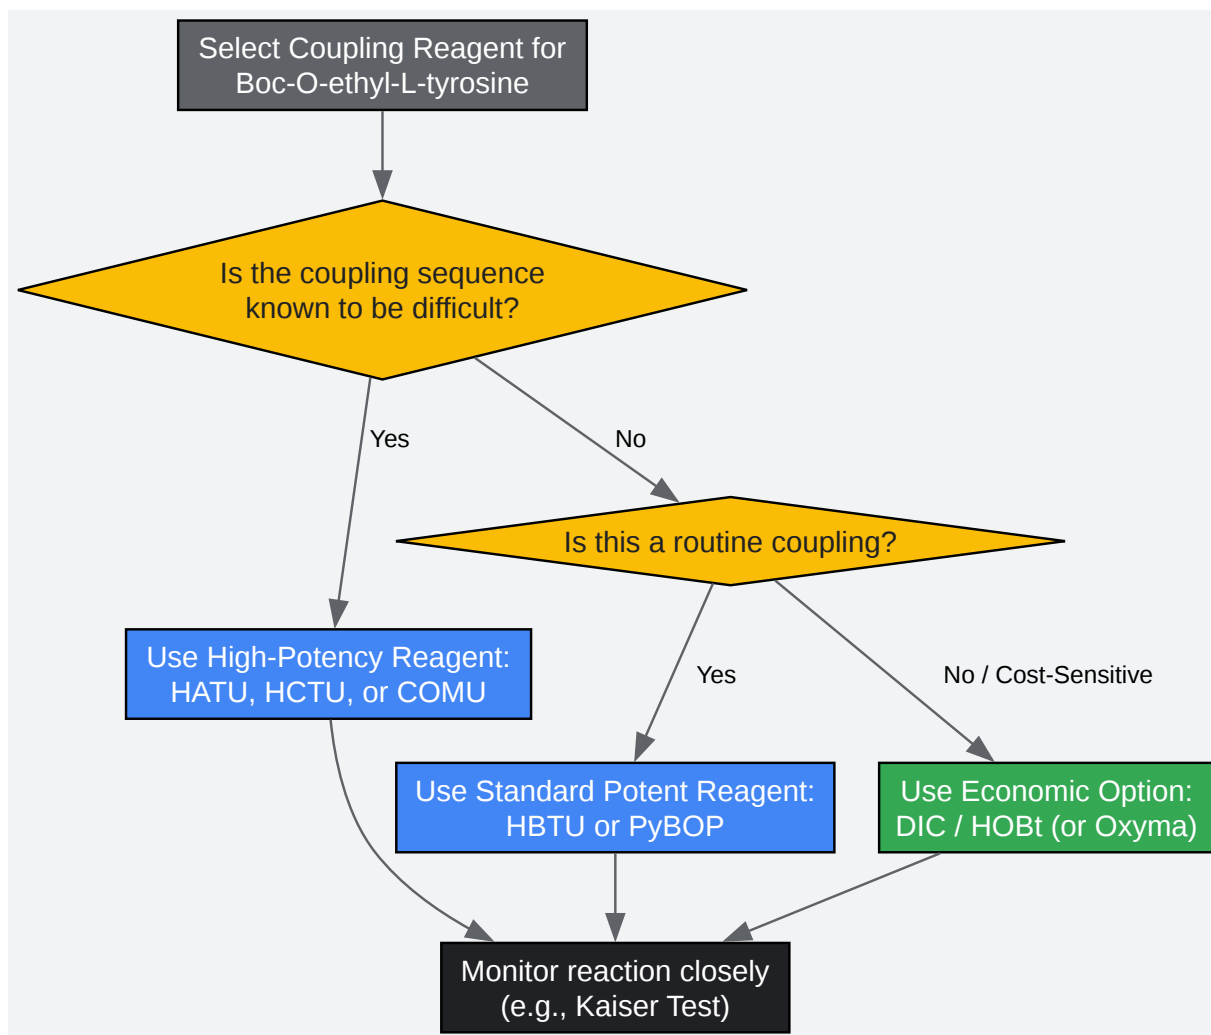 Select Coupling Reagent for
Boc-O-ethyl-L-tyrosine
Is the coupling sequence
known to be difficult?
Yes
No
Is this a routine coupling?
Use High-Potency Reagent:
HATU, HCTU, or COMU
Yes
No / Cost-Sensitive
Use Standard Potent Reagent:
HBTU or PyBOP
Use Economic Option:
DIC / HOBt (or Oxyma)
Monitor reaction closely
(e.g., Kaiser Test)